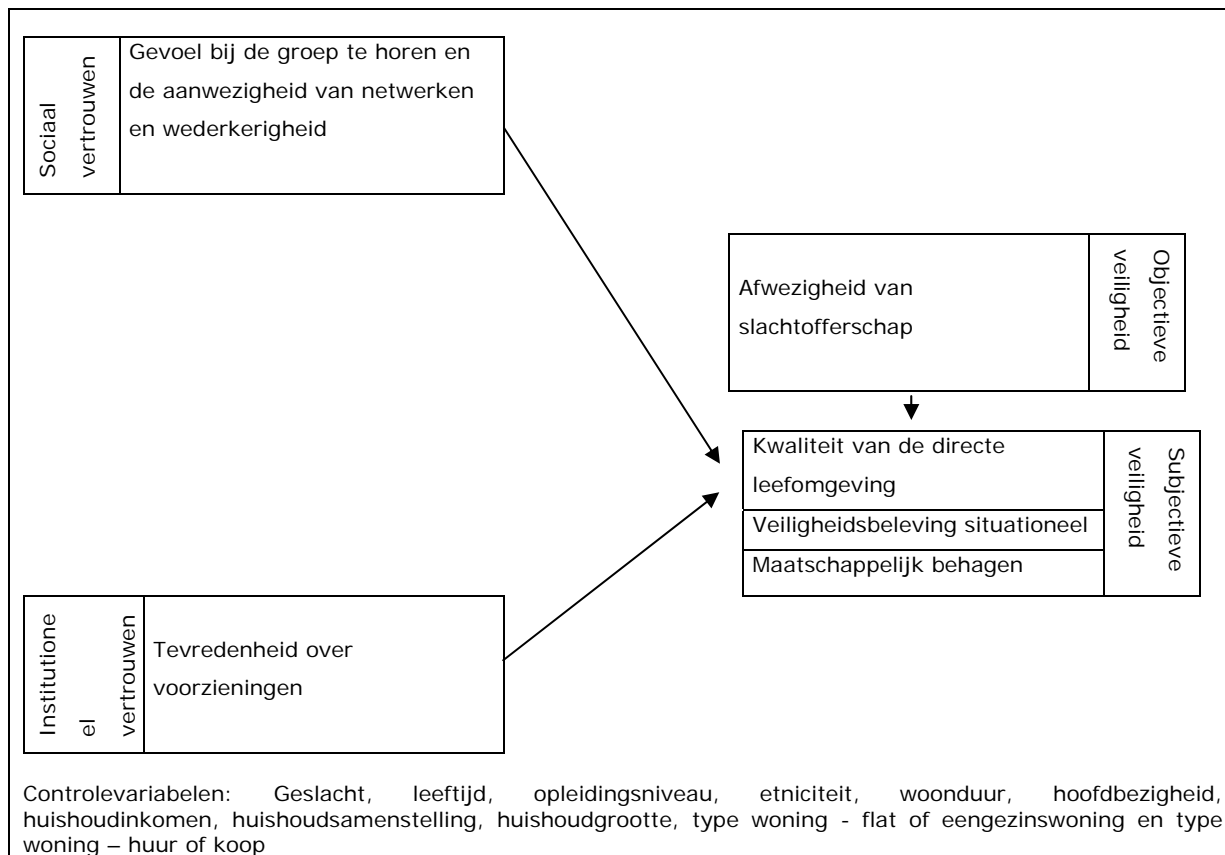 Sociaal
vertrouwen
Gevoel bij de groep te horen en
de aanwezigheid van netwerken
en wederkerigheid
Afwezigheid van
slachtofferschap
Objectieve
veiligheid
Kwaliteit van de directe
leefomgeving
Veiligheidsbeleving situationeel
Maatschappelijk behagen
Subjectieve
veiligheid
Institutione
el
vertrouwen
Tevredenheid over
voorzieningen
Controlevariabelen: Geslacht, leeftijd, opleidingsniveau, etniciteit, woonduur, hoofdbezigheid,
huishoudinkomen, huishoudsamenstelling, huishoudgrootte, type woning - flat of eengezinswoning en type
woning – huur of koop